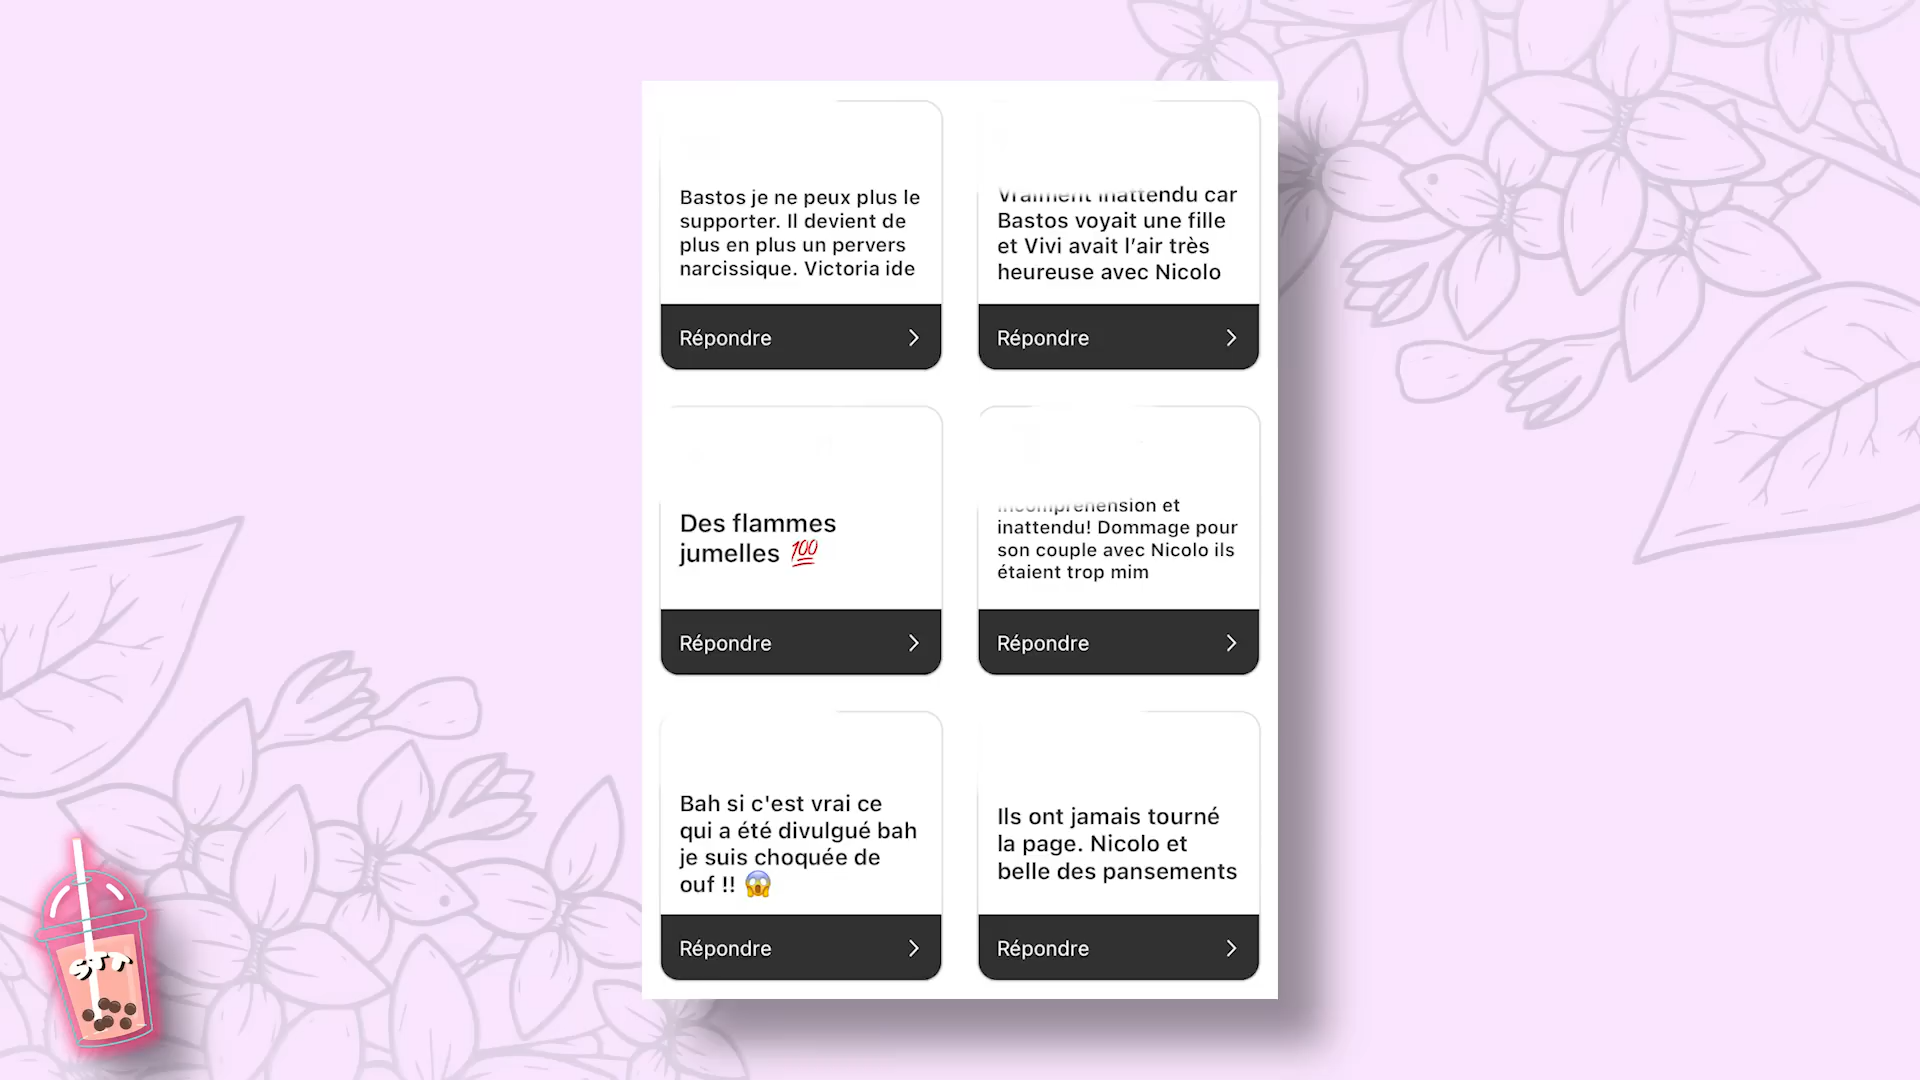 Bastos je ne peux plus le
supporter. Il devient de
plus en plus un pervers
narcissique. Victoria ide
Répondre
Vraiment inattendu car
Bastos voyait une fille
et Vivi avait l’air très
heureuse avec Nicolo
Répondre
Des flammes
jumelles 💯
Répondre
Incompréhension et
inattendu! Dommage pour
son couple avec Nicolo ils
étaient trop mim
Répondre
Bah si c'est vrai ce
qui a été divulgué bah
je suis choquée de
ouf !! 😱
Répondre
Ils ont jamais tourné
la page. Nicolo et
belle des pansements
Répondre
STT